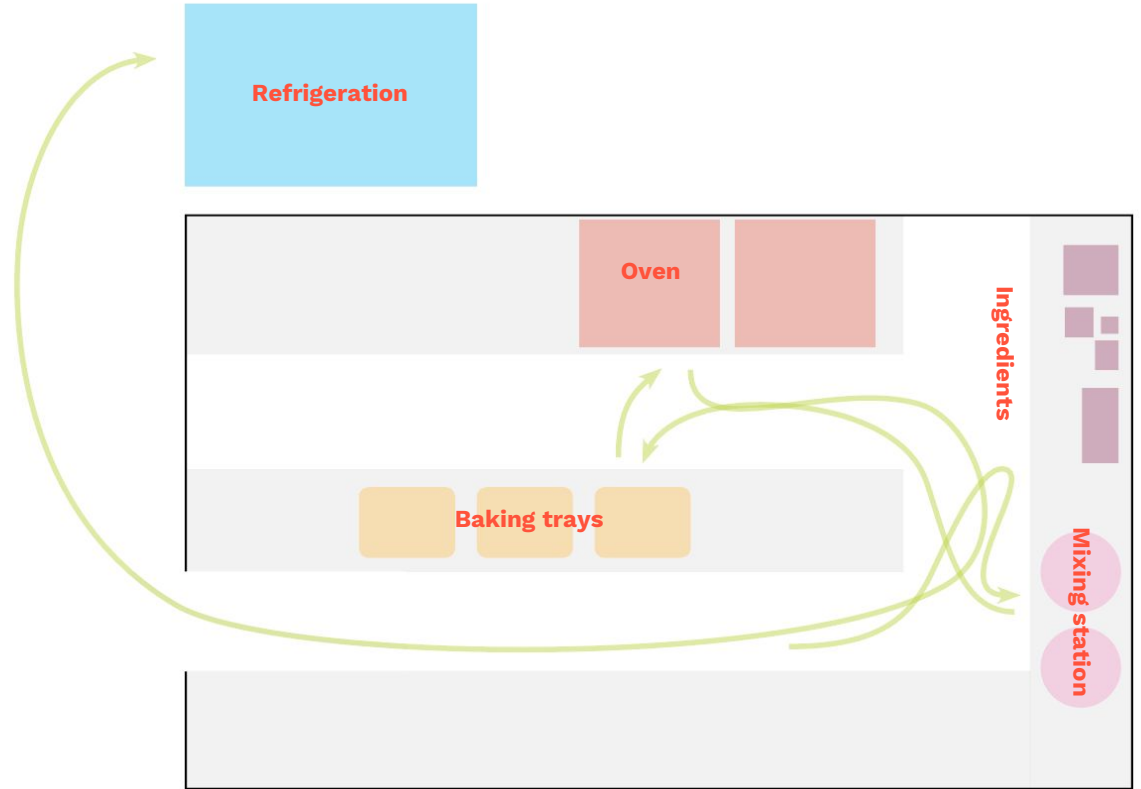 Refrigeration
Oven
Ingredients
Baking trays
Mixing station